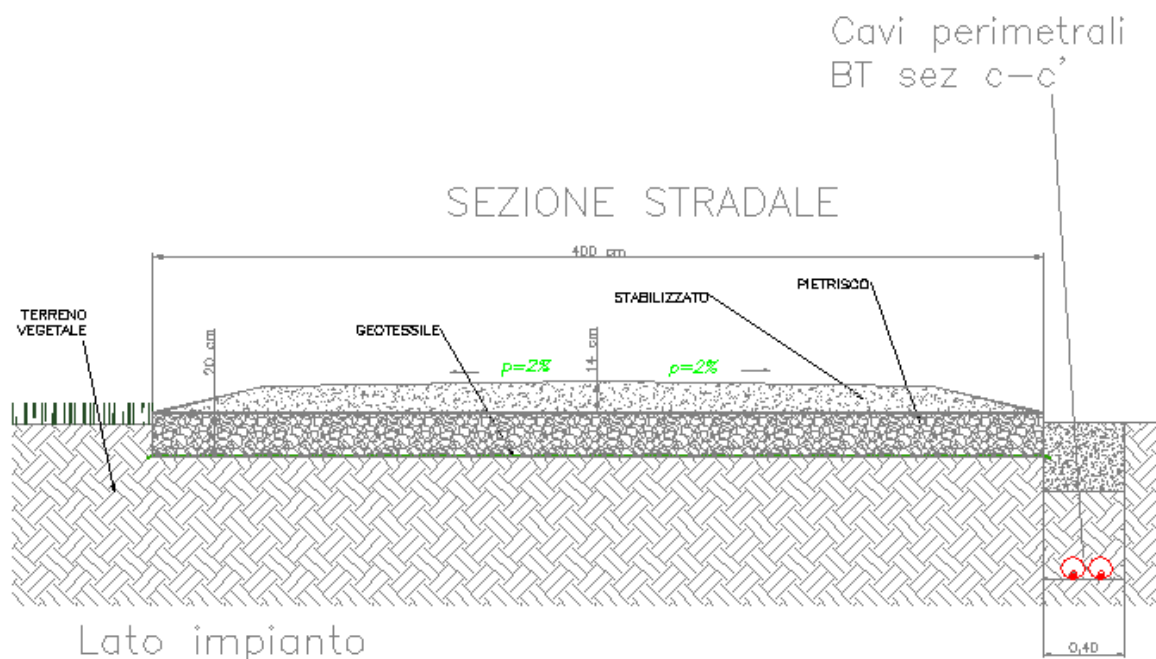 Cavi perimetrali
BT sez c-c'
SEZIONE STRADALE
400 cm
PIETRISCO
STABILIZZATO
TERRENO
VEGETALE
GEOTESSILE
20 cm
14 cm
p=2%
p=2%
Lato impianto
0,40